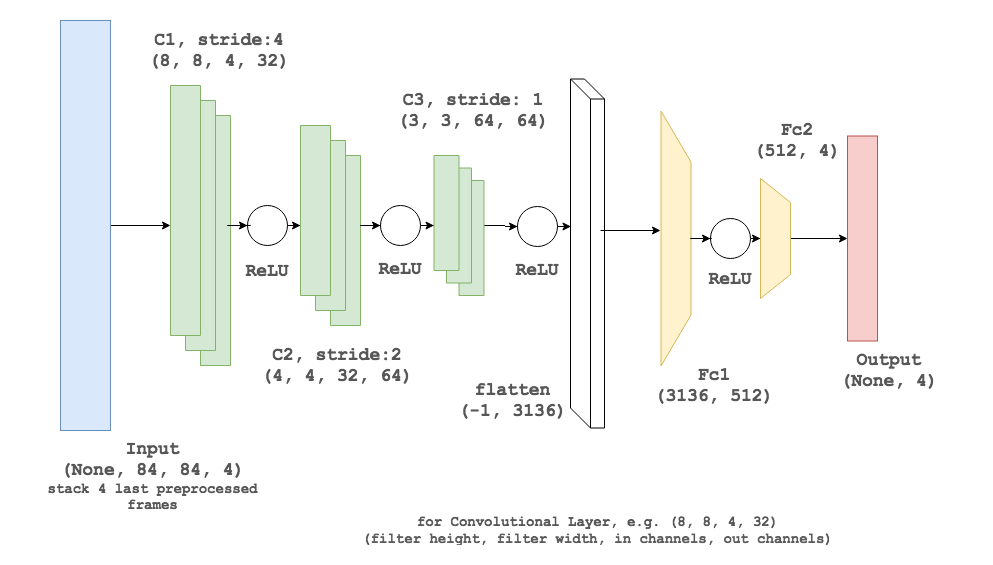 C1, stride:4
(8, 8, 4, 32)
C3, stride: 1
(3, 3, 64, 64)
Fc2
(512, 4)
ReLU
ReLU
ReLU
ReLU
C2, stride:2
(4, 4, 32, 64)
flatten
(-1, 3136)
Fc1
(3136, 512)
Output
(None, 4)
Input
(None, 84, 84, 4)
stack 4 last preprocessed
frames
for Convolutional Layer, e.g. (8, 8, 4, 32)
(filter height, filter width, in channels, out channels)